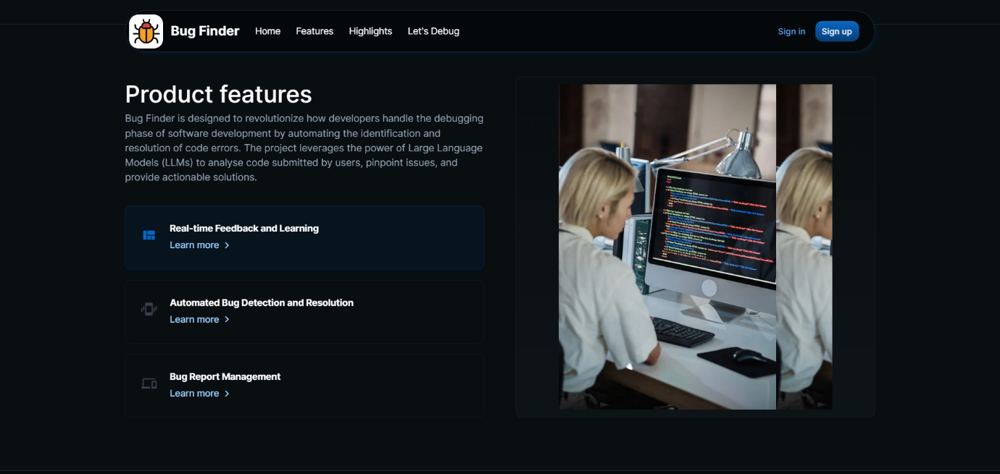 Bug Finder
Home
Features
Highlights
Let's Debug
Sign in
Sign up
Product features
Bug Finder is designed to revolutionize how developers handle the debugging
phase of software development by automating the identification and
resolution of code errors. The project leverages the power of Large Language
Models (LLMs) to analyse code submitted by users, pinpoint issues, and
provide actionable solutions.
Real-time Feedback and Learning
Learn more
Automated Bug Detection and Resolution
Learn more
Bug Report Management
Learn more